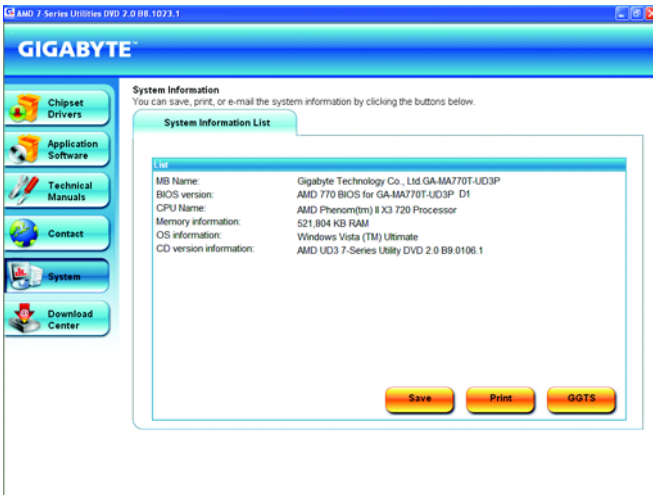 AMD 7-Series Utilities DVD 2.0 B8.1023.1
GIGABYTE™
Chipset
Drivers
Application
Software
Technical
Manuals
Contact
System
Download
Center
System Information
You can save, print, or e-mail the system information by clicking the buttons below.
System Information List
List
MB Name: Gigabyte Technology Co., Ltd.GA-MA770T-UD3P
BIOS version: AMD 770 BIOS for GA-MA770T-UD3P D1
CPU Name: AMD Phenom(tm) II X3 720 Processor
Memory information: 521,804 KB RAM
OS information: Windows Vista (TM) Ultimate
CD version information: AMD UD3 7-Series Utility DVD 2.0 B9.0106.1
Save Print GGTS